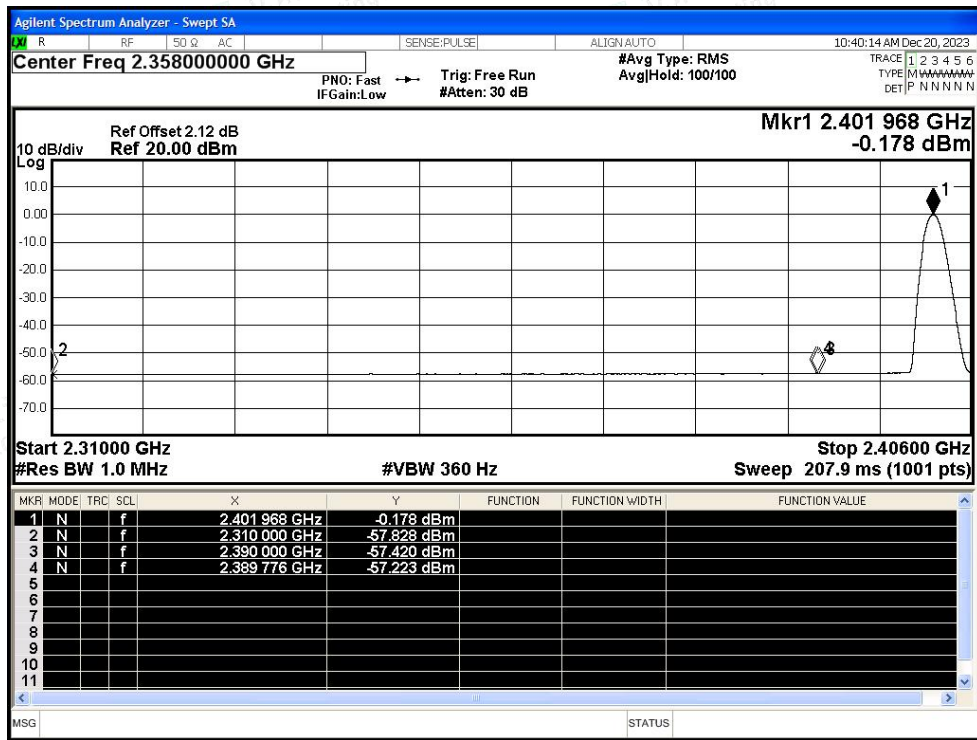 Agilent Spectrum Analyzer - Swept SA
LXI R RF 50 Ω AC SENSE:PULSE ALIGN AUTO 10:40:14 AM Dec 20, 2023
Center Freq 2.358000000 GHz #Avg Type: RMS TRACE 1 2 3 4 5 6
PNO: Fast Trig: Free Run Avg|Hold: 100/100 TYPE M WWWWW
IFGain:Low #Atten: 30 dB DET P N N N N N
Mkr1 2.401 968 GHz
Ref Offset 2.12 dB
10 dB/div Ref 20.00 dBm -0.178 dBm
Log
10.0
1
0.00
-10.0
-20.0
-30.0
-40.0
-50.0
2
-60.0
-70.0
Start 2.31000 GHz Stop 2.40600 GHz
#Res BW 1.0 MHz #VBW 360 Hz Sweep 207.9 ms (1001 pts)
MKR MODE TRC SCL X Y FUNCTION FUNCTION WIDTH FUNCTION VALUE
1 N f 2.401 968 GHz -0.178 dBm
2 N f 2.310 000 GHz -57.828 dBm
3 N f 2.390 000 GHz -57.420 dBm
4 N f 2.389 776 GHz -57.223 dBm
5
6
7
8
9
10
11
MSG STATUS